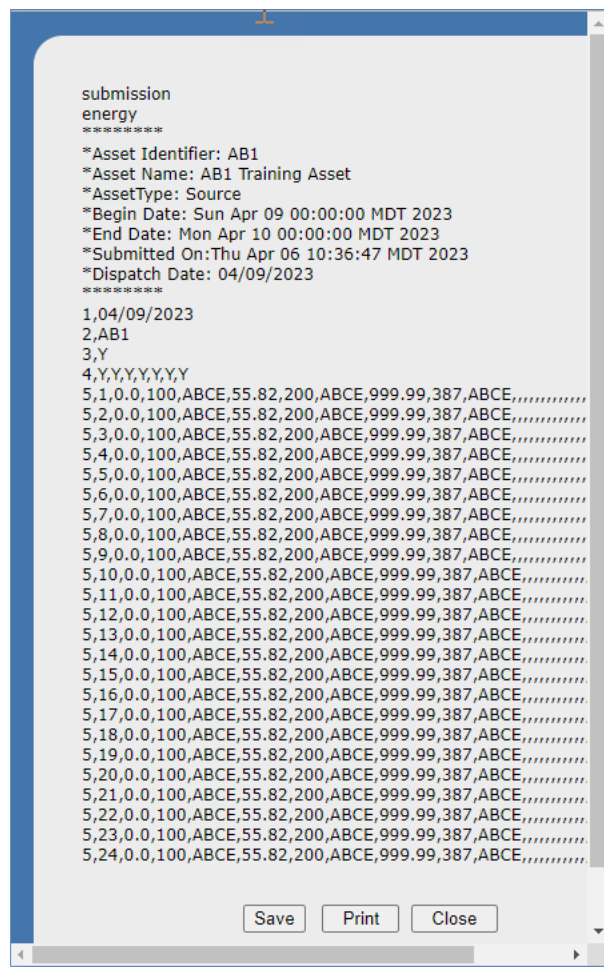 submission
energy
********
*Asset Identifier: AB1
*Asset Name: AB1 Training Asset
*AssetType: Source
*Begin Date: Sun Apr 09 00:00:00 MDT 2023
*End Date: Mon Apr 10 00:00:00 MDT 2023
*Submitted On:Thu Apr 06 10:36:47 MDT 2023
*Dispatch Date: 04/09/2023
********
1,04/09/2023
2,AB1
3,Y
4,Y,Y,Y,Y,Y,Y,Y
5,1,0.0,100,ABCE,55.82,200,ABCE,999.99,387,ABCE,,,,,,,,,,,,,
5,2,0.0,100,ABCE,55.82,200,ABCE,999.99,387,ABCE,,,,,,,,,,,,,
5,3,0.0,100,ABCE,55.82,200,ABCE,999.99,387,ABCE,,,,,,,,,,,,,
5,4,0.0,100,ABCE,55.82,200,ABCE,999.99,387,ABCE,,,,,,,,,,,,,
5,5,0.0,100,ABCE,55.82,200,ABCE,999.99,387,ABCE,,,,,,,,,,,,,
5,6,0.0,100,ABCE,55.82,200,ABCE,999.99,387,ABCE,,,,,,,,,,,,,
5,7,0.0,100,ABCE,55.82,200,ABCE,999.99,387,ABCE,,,,,,,,,,,,,
5,8,0.0,100,ABCE,55.82,200,ABCE,999.99,387,ABCE,,,,,,,,,,,,,
5,9,0.0,100,ABCE,55.82,200,ABCE,999.99,387,ABCE,,,,,,,,,,,,,
5,10,0.0,100,ABCE,55.82,200,ABCE,999.99,387,ABCE,,,,,,,,,,,
5,11,0.0,100,ABCE,55.82,200,ABCE,999.99,387,ABCE,,,,,,,,,,,
5,12,0.0,100,ABCE,55.82,200,ABCE,999.99,387,ABCE,,,,,,,,,,,
5,13,0.0,100,ABCE,55.82,200,ABCE,999.99,387,ABCE,,,,,,,,,,,
5,14,0.0,100,ABCE,55.82,200,ABCE,999.99,387,ABCE,,,,,,,,,,,
5,15,0.0,100,ABCE,55.82,200,ABCE,999.99,387,ABCE,,,,,,,,,,,
5,16,0.0,100,ABCE,55.82,200,ABCE,999.99,387,ABCE,,,,,,,,,,,
5,17,0.0,100,ABCE,55.82,200,ABCE,999.99,387,ABCE,,,,,,,,,,,
5,18,0.0,100,ABCE,55.82,200,ABCE,999.99,387,ABCE,,,,,,,,,,,
5,19,0.0,100,ABCE,55.82,200,ABCE,999.99,387,ABCE,,,,,,,,,,,
5,20,0.0,100,ABCE,55.82,200,ABCE,999.99,387,ABCE,,,,,,,,,,,
5,21,0.0,100,ABCE,55.82,200,ABCE,999.99,387,ABCE,,,,,,,,,,,
5,22,0.0,100,ABCE,55.82,200,ABCE,999.99,387,ABCE,,,,,,,,,,,
5,23,0.0,100,ABCE,55.82,200,ABCE,999.99,387,ABCE,,,,,,,,,,,
5,24,0.0,100,ABCE,55.82,200,ABCE,999.99,387,ABCE,,,,,,,,,,,
Save Print Close